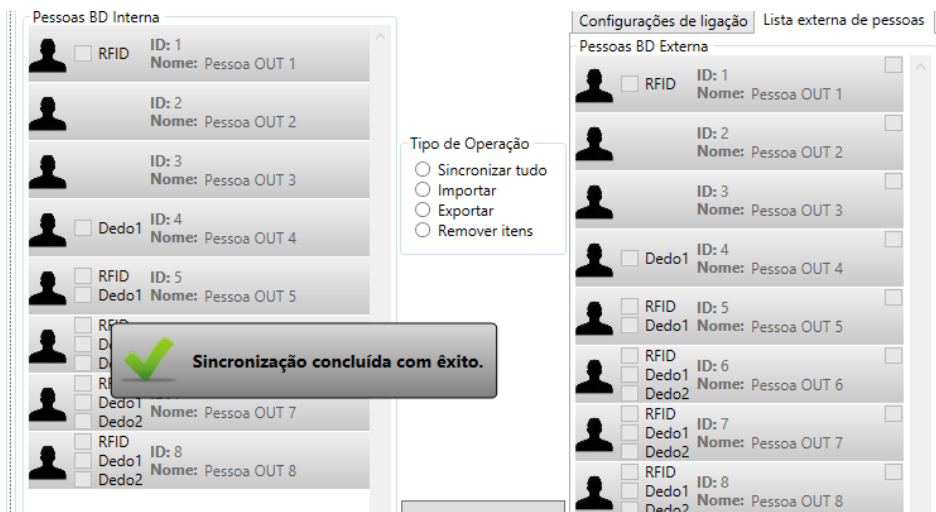 Pessoas BD Interna
RFID
ID: 1
Nome: Pessoa OUT 1
ID: 2
Nome: Pessoa OUT 2
ID: 3
Nome: Pessoa OUT 3
Dedo1
ID: 4
Nome: Pessoa OUT 4
RFID
Dedo1
ID: 5
Nome: Pessoa OUT 5
Sincronização concluída com êxito.
Dedo1
Dedo2
Nome: Pessoa OUT 7
RFID
Dedo1
Dedo2
ID: 8
Nome: Pessoa OUT 8
Tipo de Operação
Sincronizar tudo
Importar
Exportar
Remover itens
Configurações de ligação
Lista externa de pessoas
Pessoas BD Externa
RFID
ID: 1
Nome: Pessoa OUT 1
ID: 2
Nome: Pessoa OUT 2
ID: 3
Nome: Pessoa OUT 3
Dedo1
ID: 4
Nome: Pessoa OUT 4
RFID
Dedo1
ID: 5
Nome: Pessoa OUT 5
RFID
Dedo1
Dedo2
ID: 6
Nome: Pessoa OUT 6
RFID
Dedo1
Dedo2
ID: 7
Nome: Pessoa OUT 7
RFID
Dedo1
Dedo2
ID: 8
Nome: Pessoa OUT 8